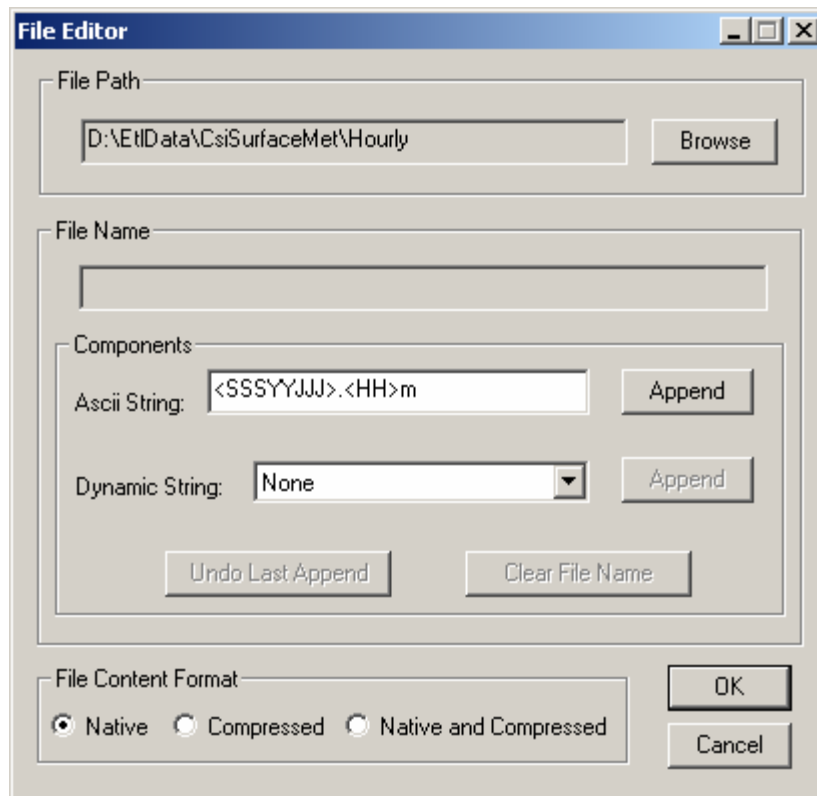 File Editor
File Path
D:\EtlData\CsiSurfaceMet\Hourly
Browse
File Name
Components
Ascii String:
<SSSYYJJJ>.<HH>m
Append
Dynamic String:
None
Append
Undo Last Append
Clear File Name
File Content Format
Native
Compressed
Native and Compressed
OK
Cancel